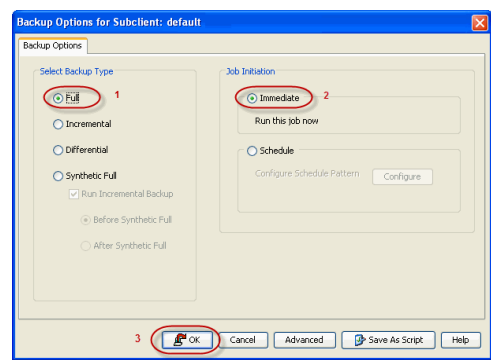 Backup Options for Subclient: default
Backup Options
Select Backup Type
Full
1
Incremental
Differential
Synthetic Full
Run Incremental Backup
Before Synthetic Full
After Synthetic Full
Job Initiation
Immediate
2
Run this job now
Schedule
Configure Schedule Pattern
Configure
3
OK
Cancel
Advanced
Save As Script
Help